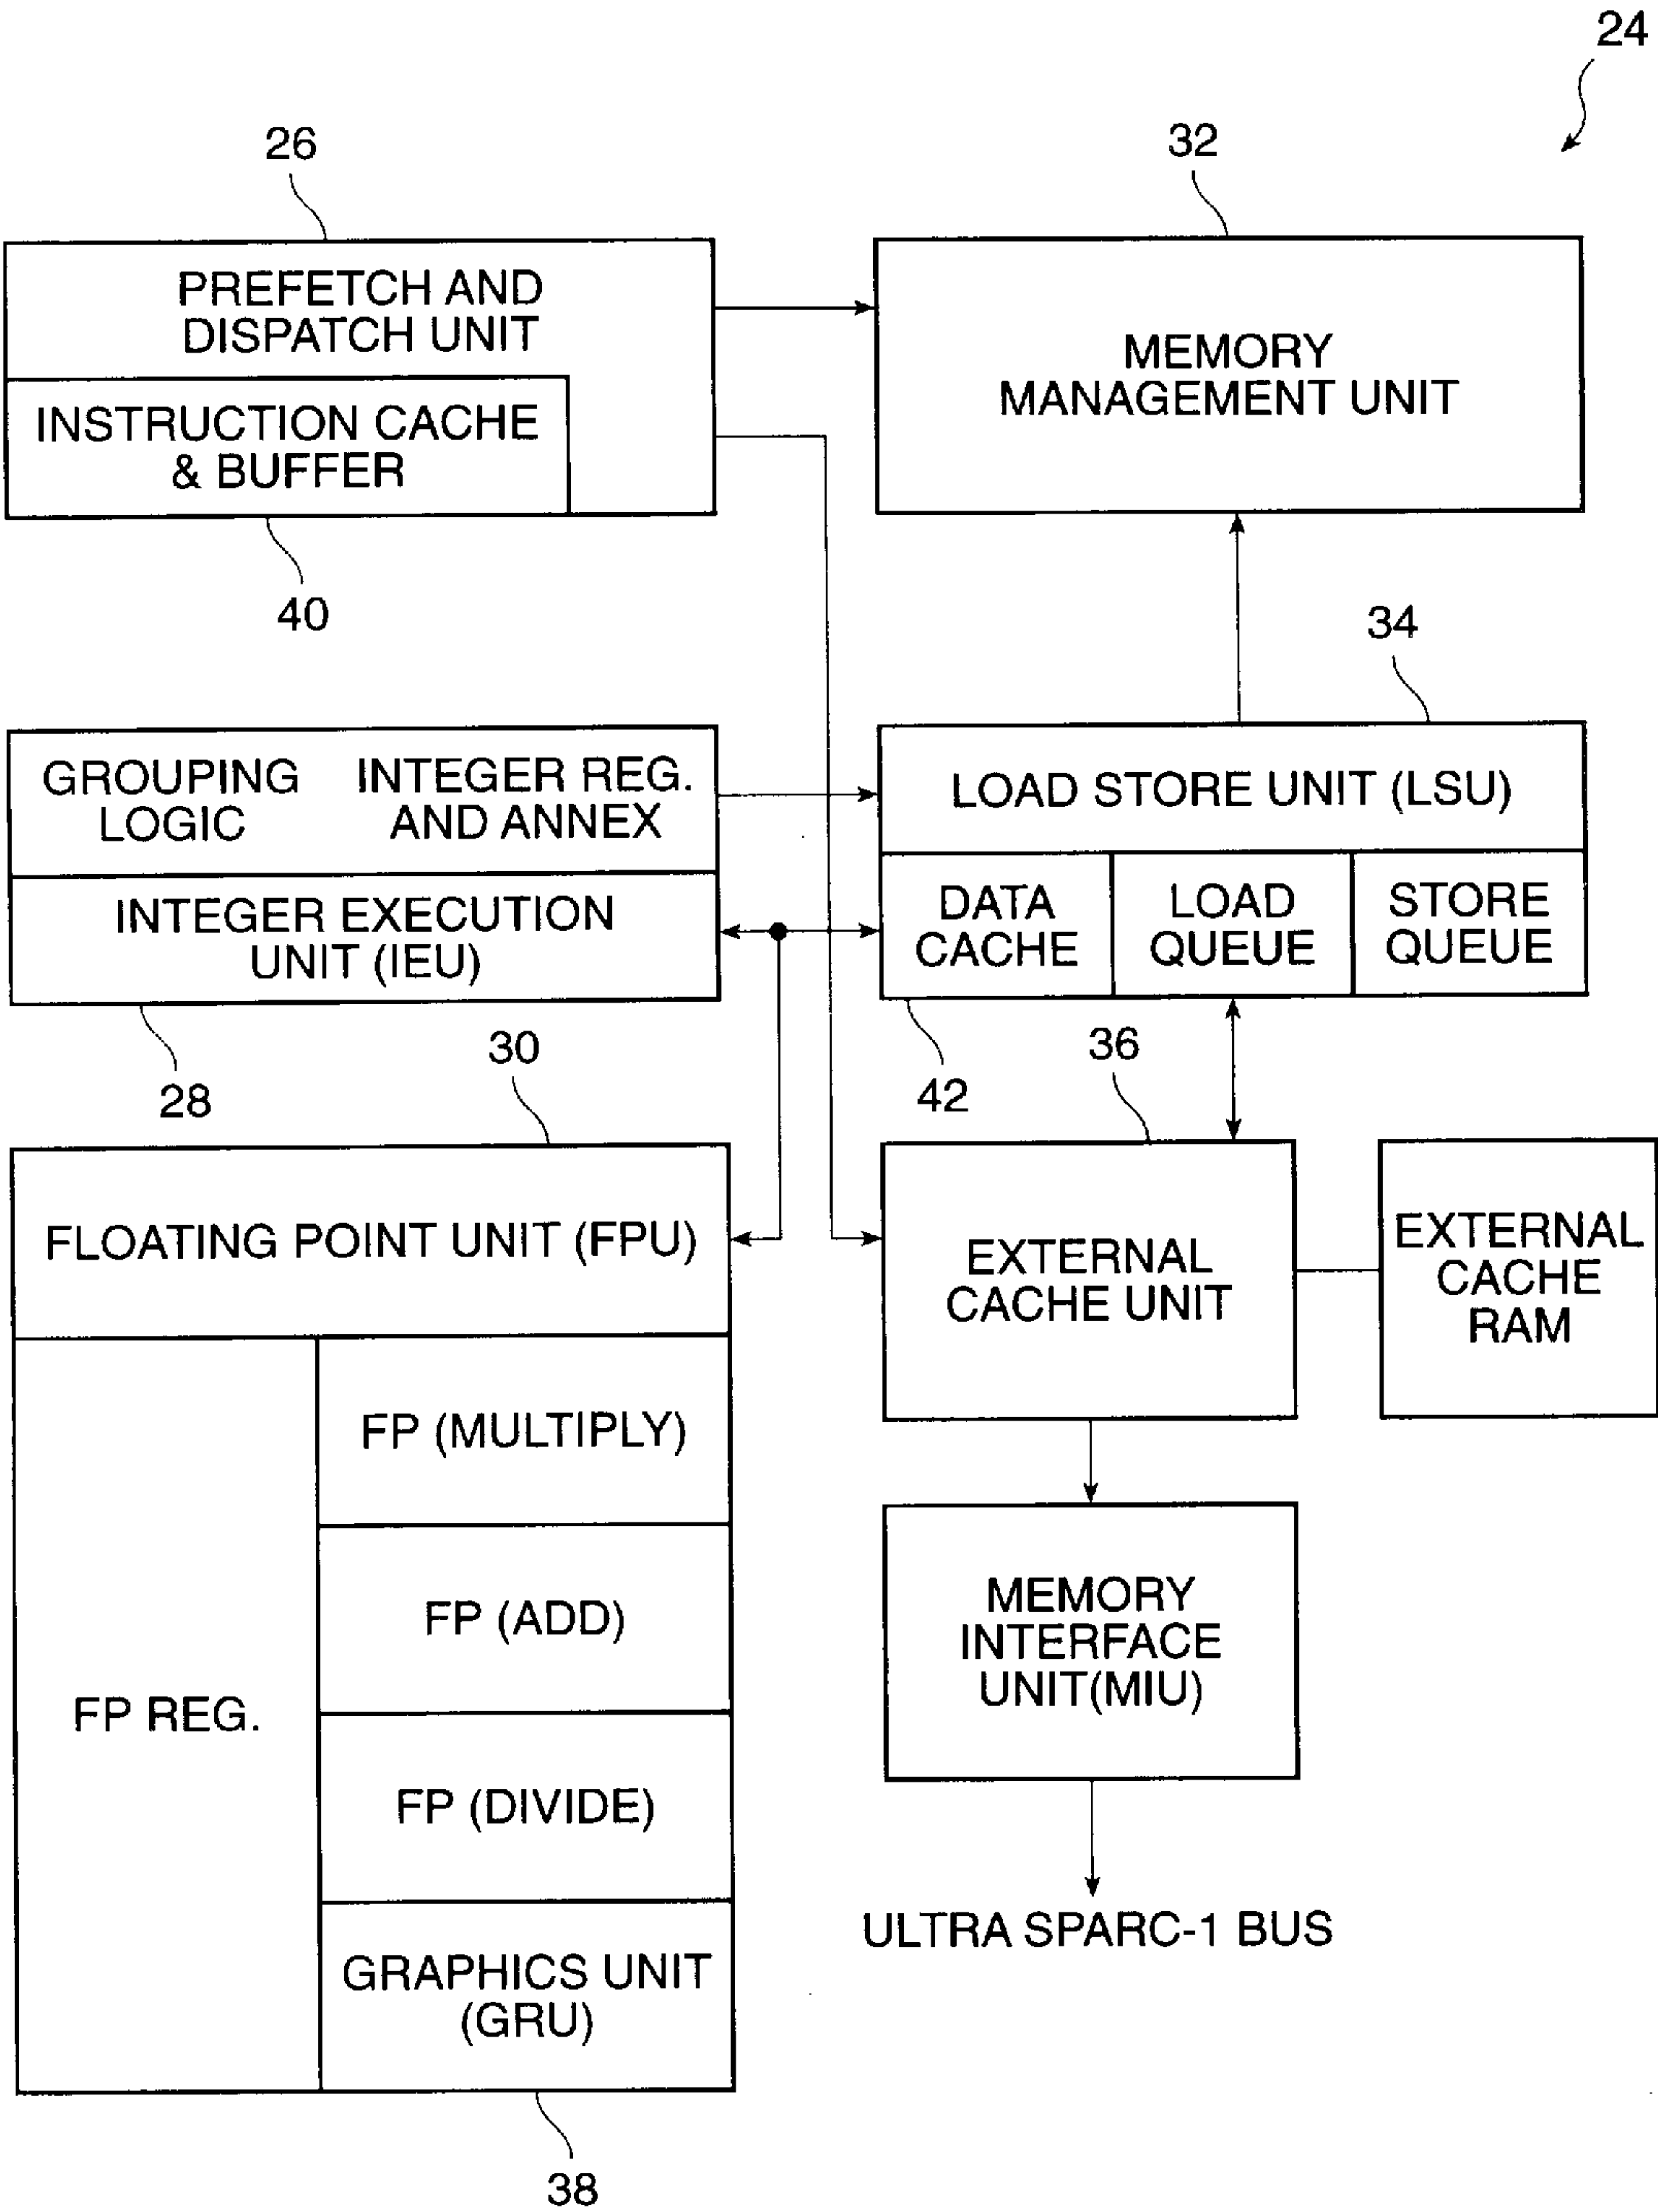 24
26
32
PREFETCH AND
DISPATCH UNIT
INSTRUCTION CACHE
& BUFFER
MEMORY
MANAGEMENT UNIT
40
34
GROUPING
LOGIC
INTEGER REG.
AND ANNEX
INTEGER EXECUTION
UNIT (IEU)
LOAD STORE UNIT (LSU)
DATA
CACHE
LOAD
QUEUE
STORE
QUEUE
28
30
42
36
FLOATING POINT UNIT (FPU)
EXTERNAL
CACHE UNIT
EXTERNAL
CACHE
RAM
FP REG.
FP (MULTIPLY)
FP (ADD)
FP (DIVIDE)
GRAPHICS UNIT
(GRU)
MEMORY
INTERFACE
UNIT(MIU)
ULTRA SPARC-1 BUS
38